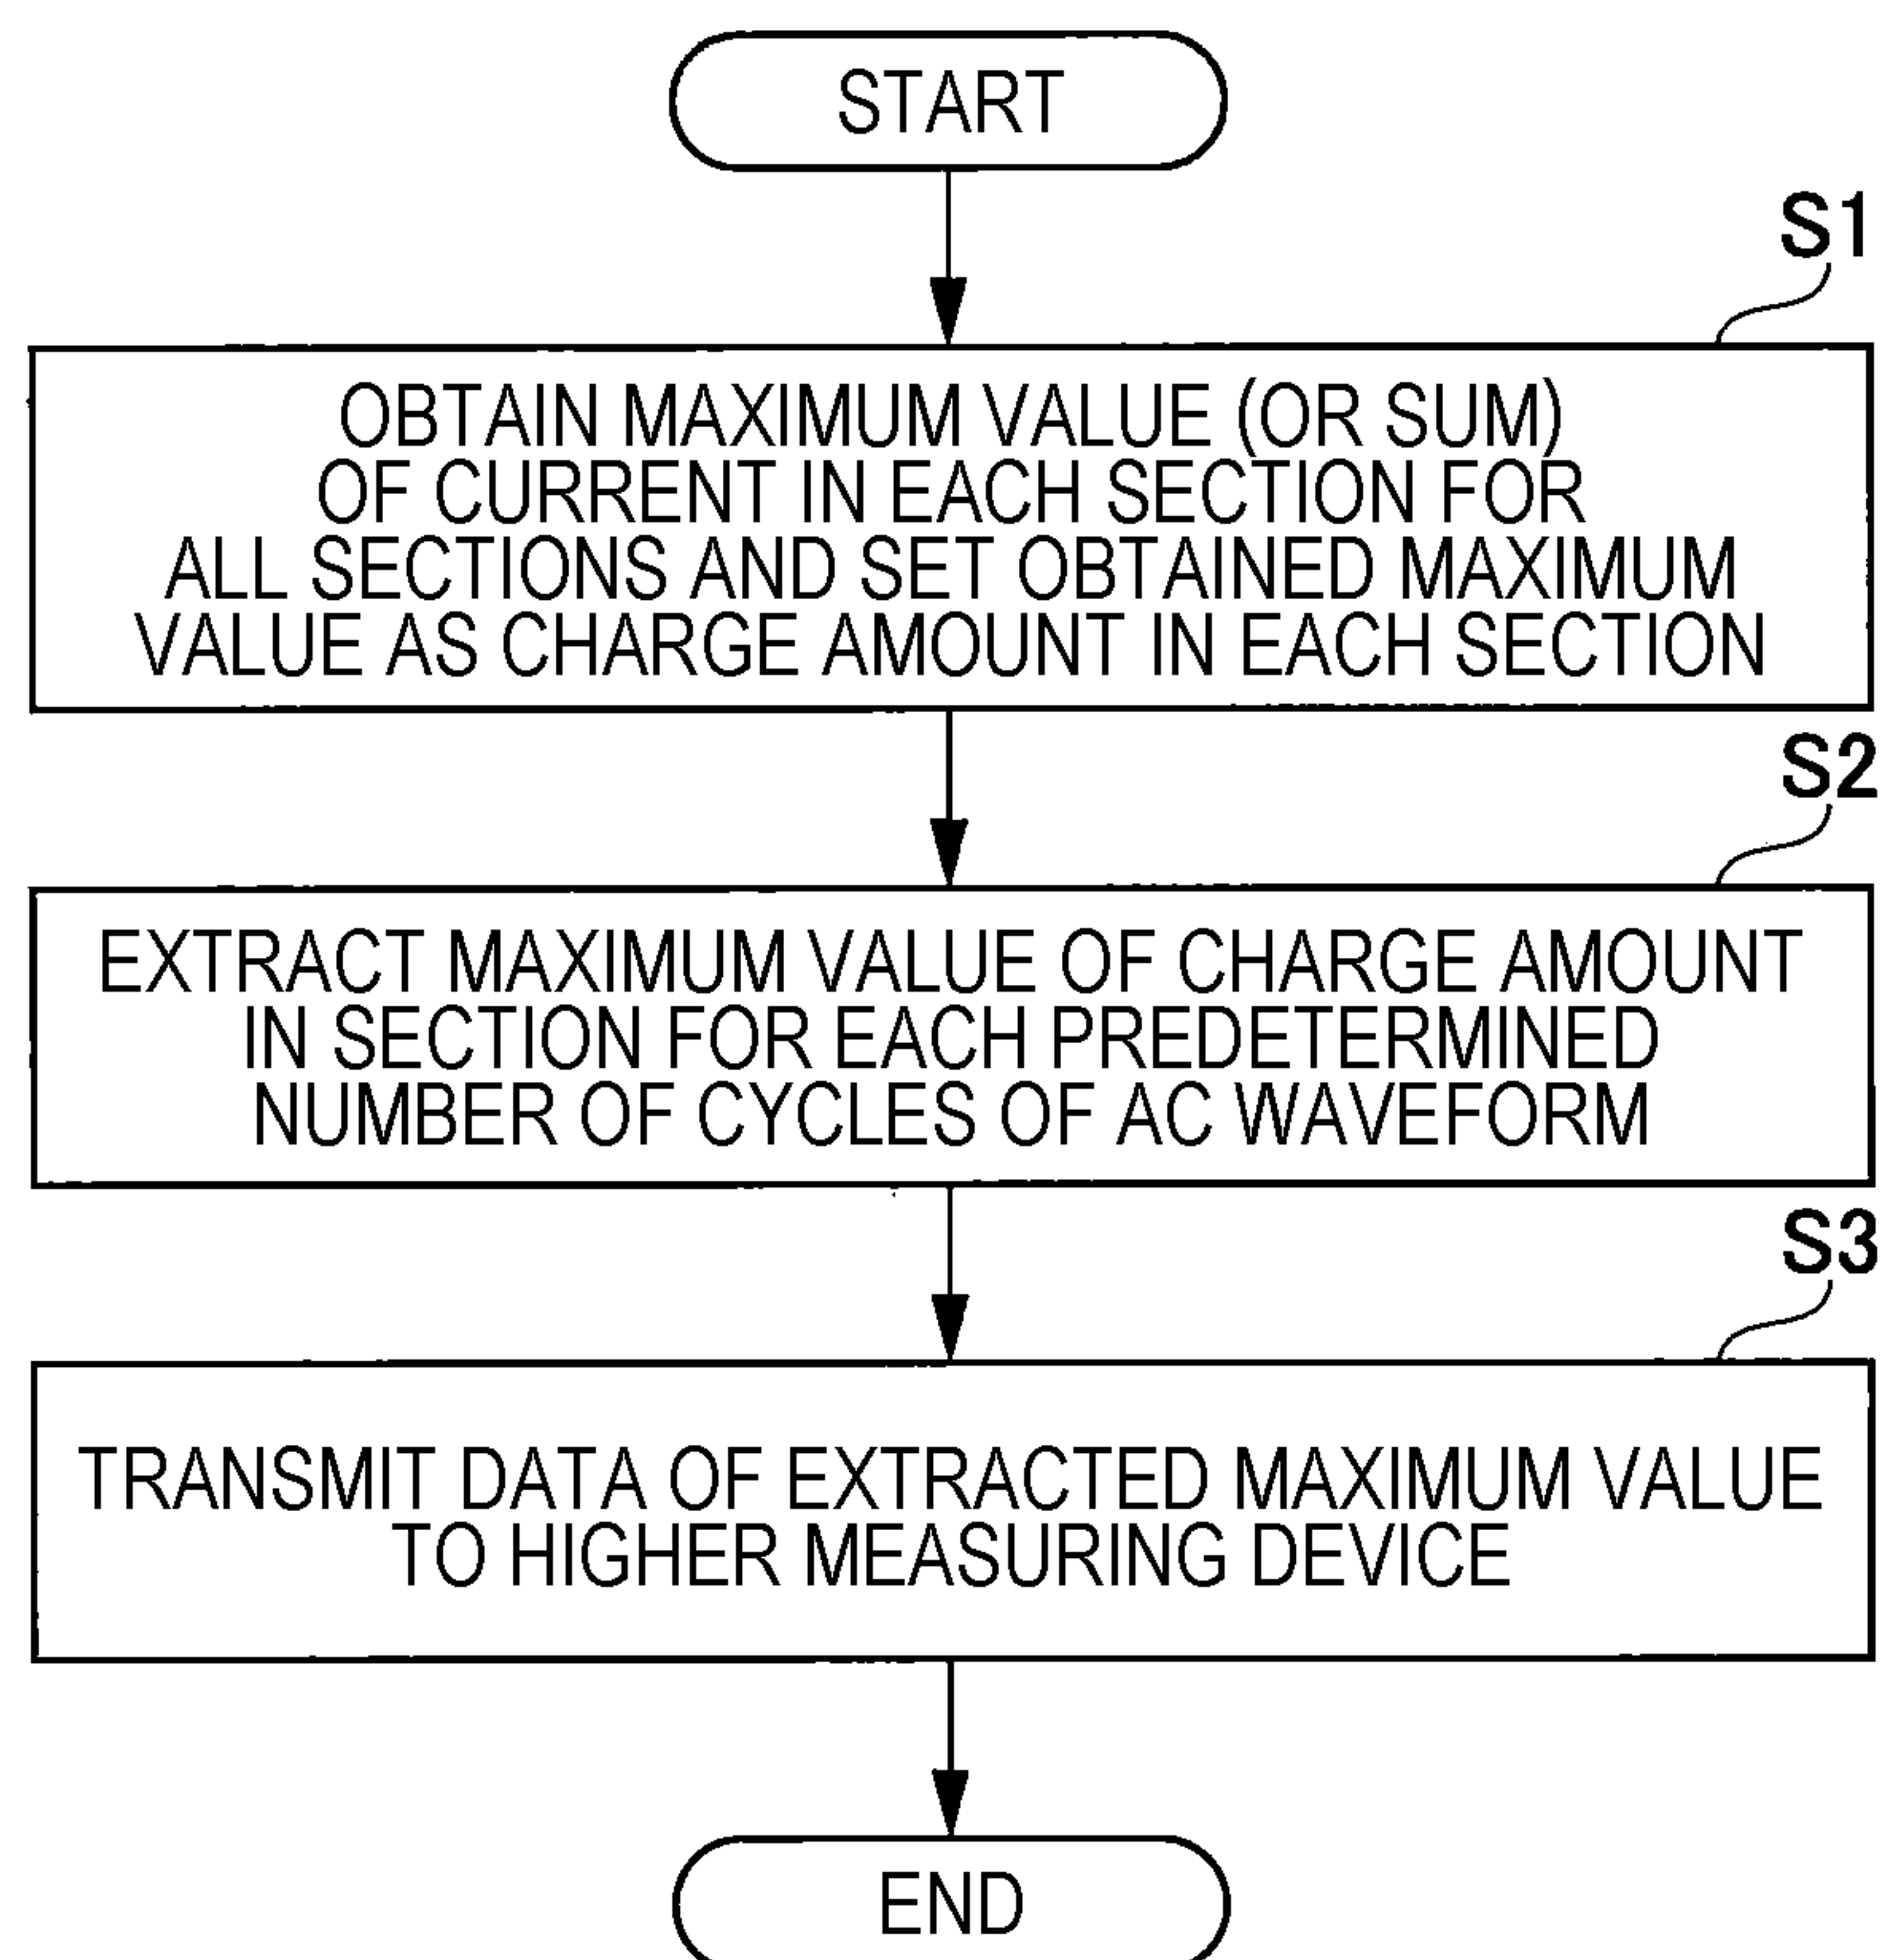 START
S1
OBTAIN MAXIMUM VALUE (OR SUM)
OF CURRENT IN EACH SECTION FOR
ALL SECTIONS AND SET OBTAINED MAXIMUM
VALUE AS CHARGE AMOUNT IN EACH SECTION
S2
EXTRACT MAXIMUM VALUE OF CHARGE AMOUNT
IN SECTION FOR EACH PREDETERMINED
NUMBER OF CYCLES OF AC WAVEFORM
S3
TRANSMIT DATA OF EXTRACTED MAXIMUM VALUE
TO HIGHER MEASURING DEVICE
END